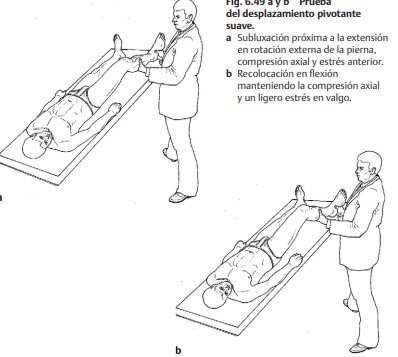 Fig. 6.49 a y b Prueba
del desplazamiento pivotante
suave.
a Subluxación próxima a la extensión
en rotación externa de la pierna,
compresión axial y estrés anterior.
b Recolocación en flexión
manteniendo la compresión axial
y un ligero estrés en valgo.
b